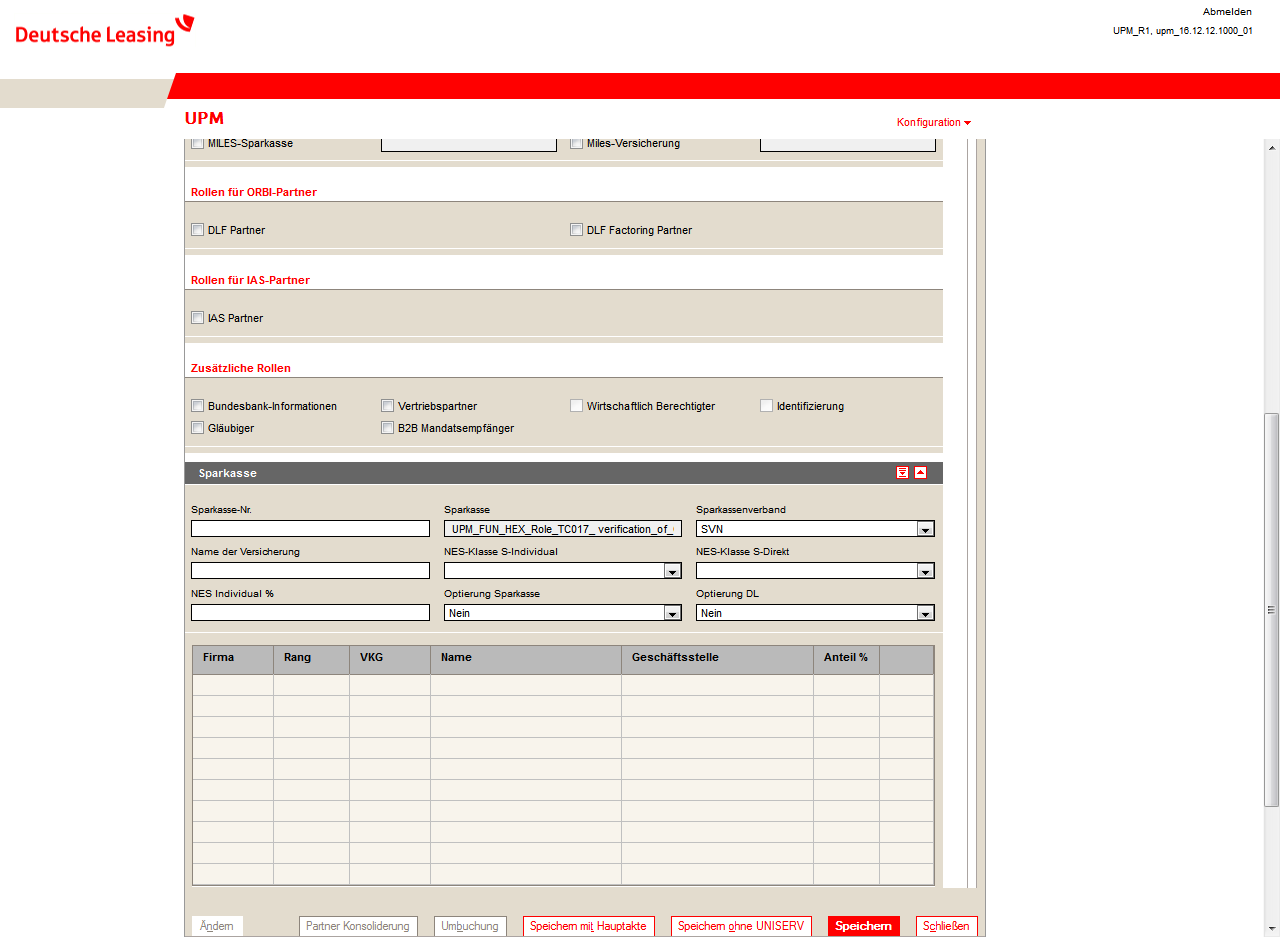 Deutsche Leasing
Abmelden
UPM_R1, upm_16.12.12.1000_01
UPM
Konfiguration
MILES-Sparkasse Miles-Versicherung
Rollen für ORBI-Partner
DLF Partner DLF Factoring Partner
Rollen für IAS-Partner
IAS Partner
Zusätzliche Rollen
Bundesbank-Informationen Vertriebspartner Wirtschaftlich Berechtigter Identifizierung
Gläubiger B2B Mandatsempfänger
Sparkasse
Sparkasse-Nr. Sparkasse Sparkassenverband
UPM_FUN_HEX_Role_TC017_ verification_of_ SVN
Name der Versicherung NES-Klasse S-Individual NES-Klasse S-Direkt
NES Individual % Optierung Sparkasse Optierung DL
Nein Nein
Firma Rang VKG Name Geschäftsstelle Anteil %
Ändern Partner Konsolidierung Umbuchung Speichern mit Hauptakte Speichern ohne UNISERV Speichern Schließen